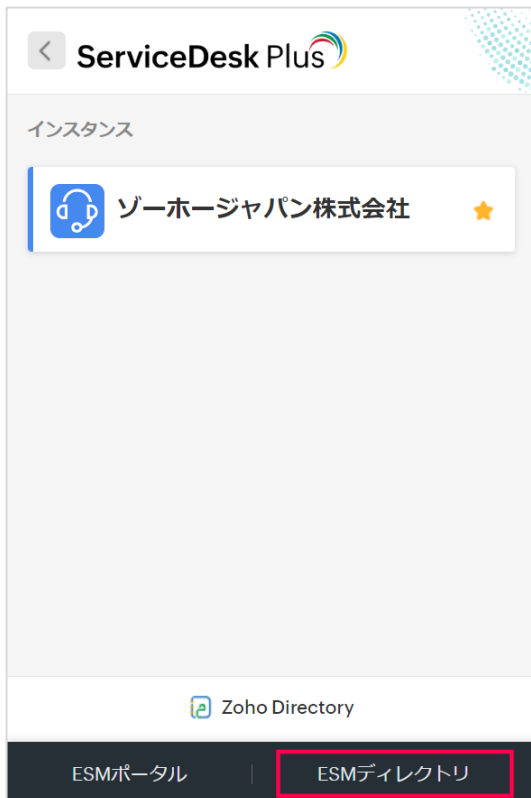 ServiceDesk Plus
インスタンス
ゾーホージャパン株式会社
Zoho Directory
ESMポータル
ESMディレクトリ